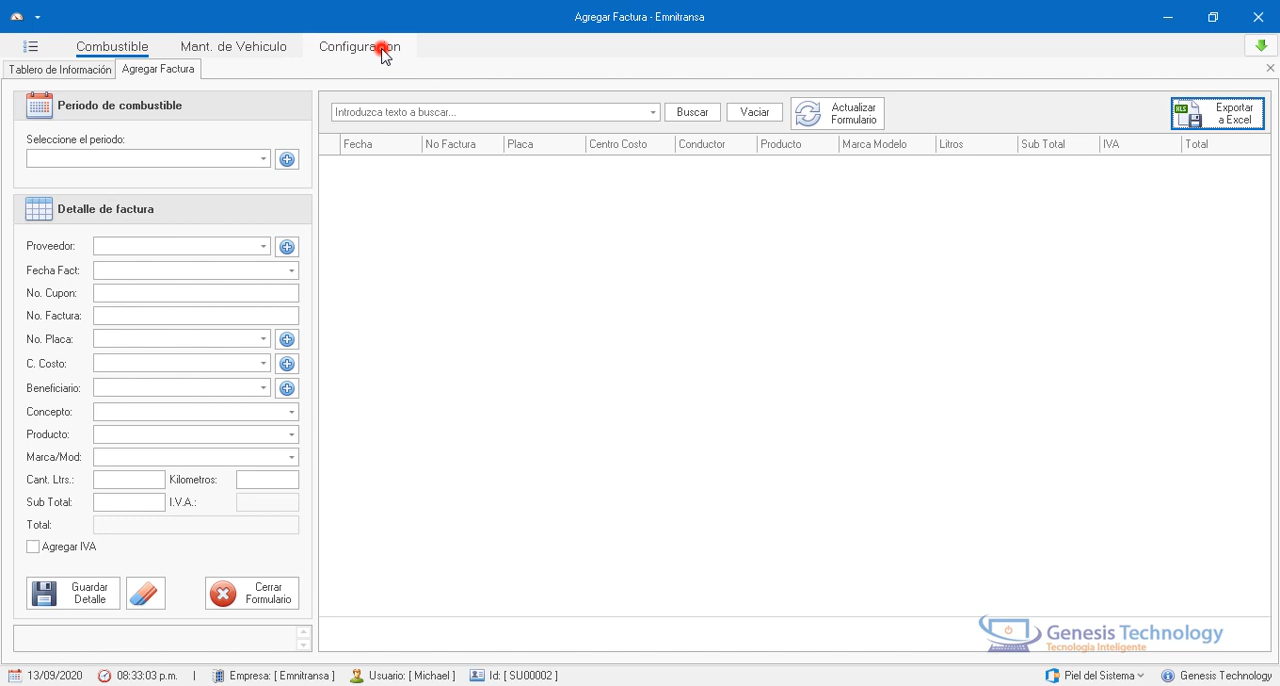 Agregar Factura - Emnitransa
Combustible Mant. de Vehiculo Configuracion
Tablero de Información Agregar Factura
Periodo de combustible
Seleccione el periodo:
Introduzca texto a buscar... Buscar Vaciar Actualizar Formulario XLS Exportar a Excel
Fecha No Factura Placa Centro Costo Conductor Producto Marca Modelo Litros Sub Total IVA Total
Detalle de factura
Proveedor:
Fecha Fact:
No. Cupon:
No. Factura:
No. Placa:
C. Costo:
Beneficiario:
Concepto:
Producto:
Marca/Mod:
Cant. Ltrs.: Kilometros:
Sub Total: I.V.A.:
Total:
Agregar IVA
Guardar Detalle Cerrar Formulario
Genesis Technology
Tecnología Inteligente
13/09/2020 08:33:03 p.m. | Empresa: [ Emnitransa ] Usuario: [ Michael ] Id: [ SU00002 ] Piel del Sistema Genesis Technology